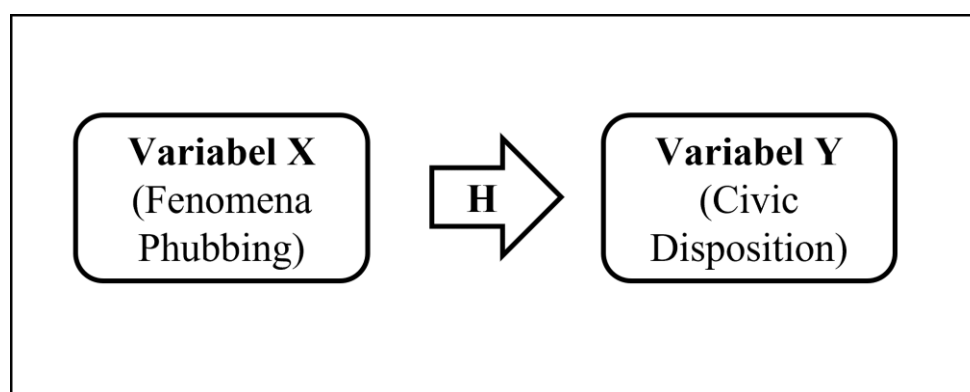 Variabel X
(Fenomena
Phubbing)
H
Variabel Y
(Civic
Disposition)